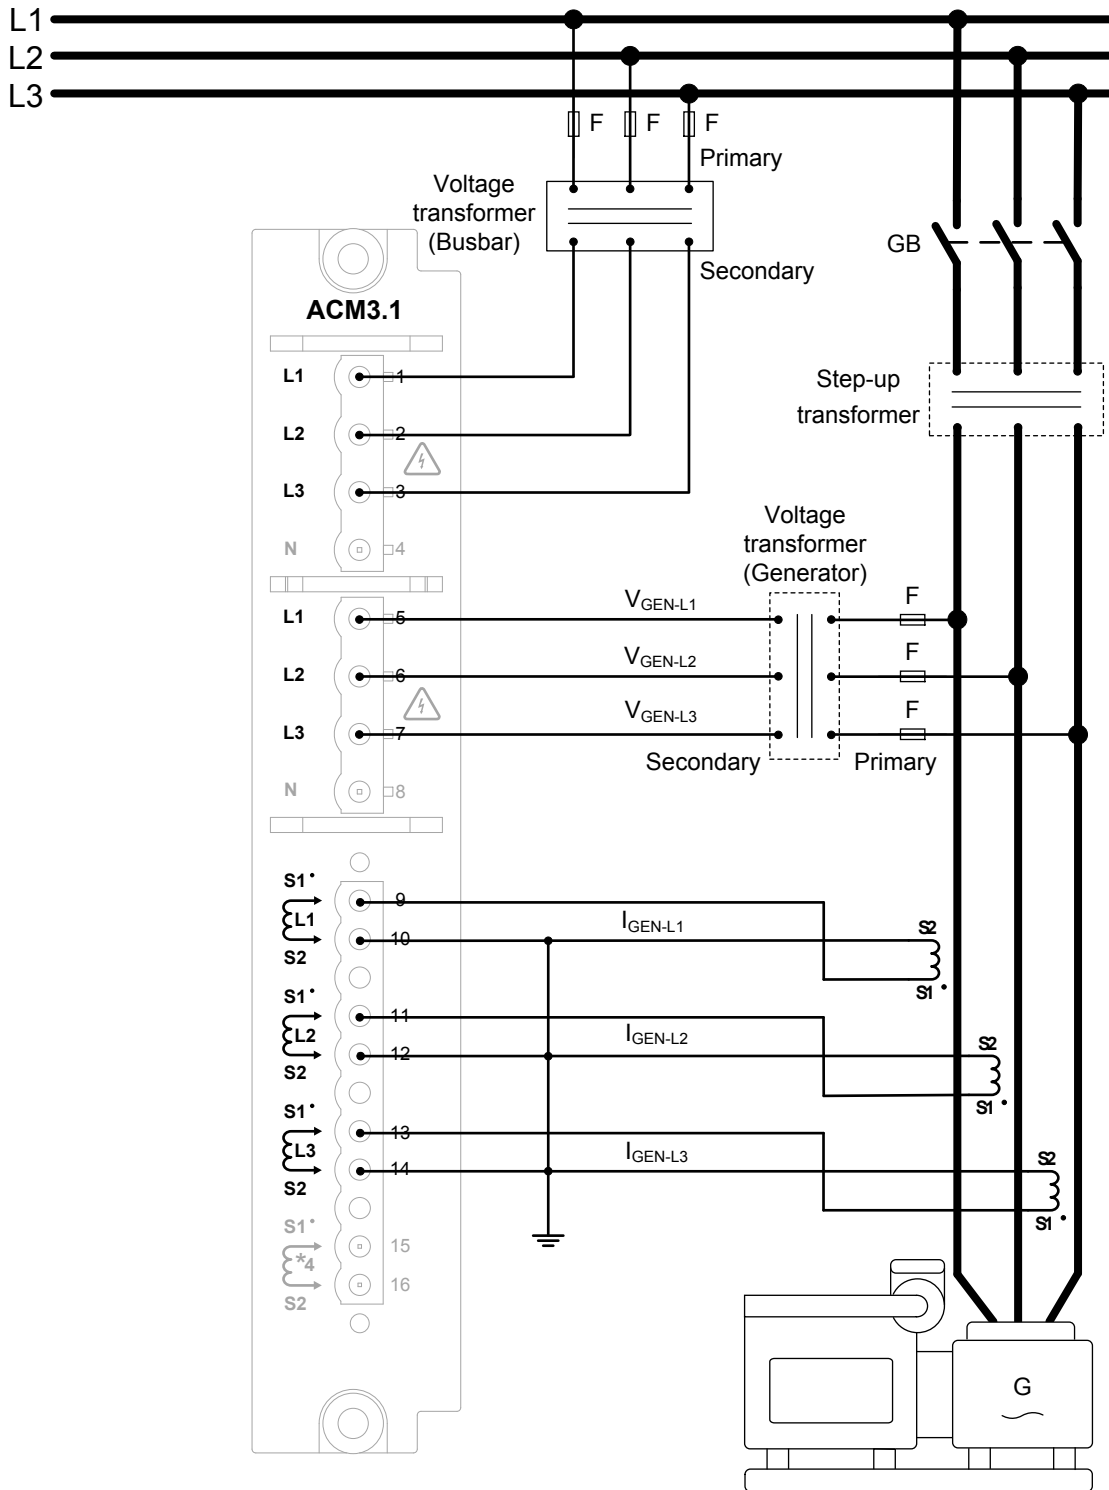 L1
L2
L3
F F F
Primary
Voltage
transformer
(Busbar)
Secondary
GB
ACM3.1
L1 1
L2 2
L3 3
N 4
Step-up
transformer
Voltage
transformer
(Generator)
L1 5 VGEN-L1 F
L2 6 VGEN-L2 F
L3 7 VGEN-L3 F
Secondary Primary
N 8
S1• 9
L1 IGEN-L1 S2
S2 10
S1 •
S1• 11
L2 IGEN-L2 S2
S2 12
S1 •
S1• 13
L3 IGEN-L3 S2
S2 14
S1 •
S1• 15
*4
S2 16
G